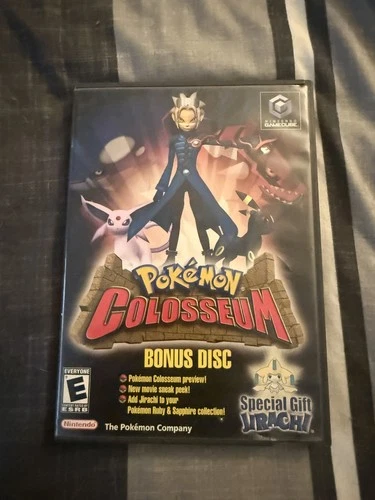 NINTENDO
GAMECUBE
POKéMON
COLOSSEUM
BONUS DISC
Pokémon Colosseum preview!
New movie sneak peek!
Add Jirachi to your
Pokémon Ruby & Sapphire collection!
EVERYONE
E
ESRB
Nintendo
The Pokémon Company
Special Gift
JIRACHI